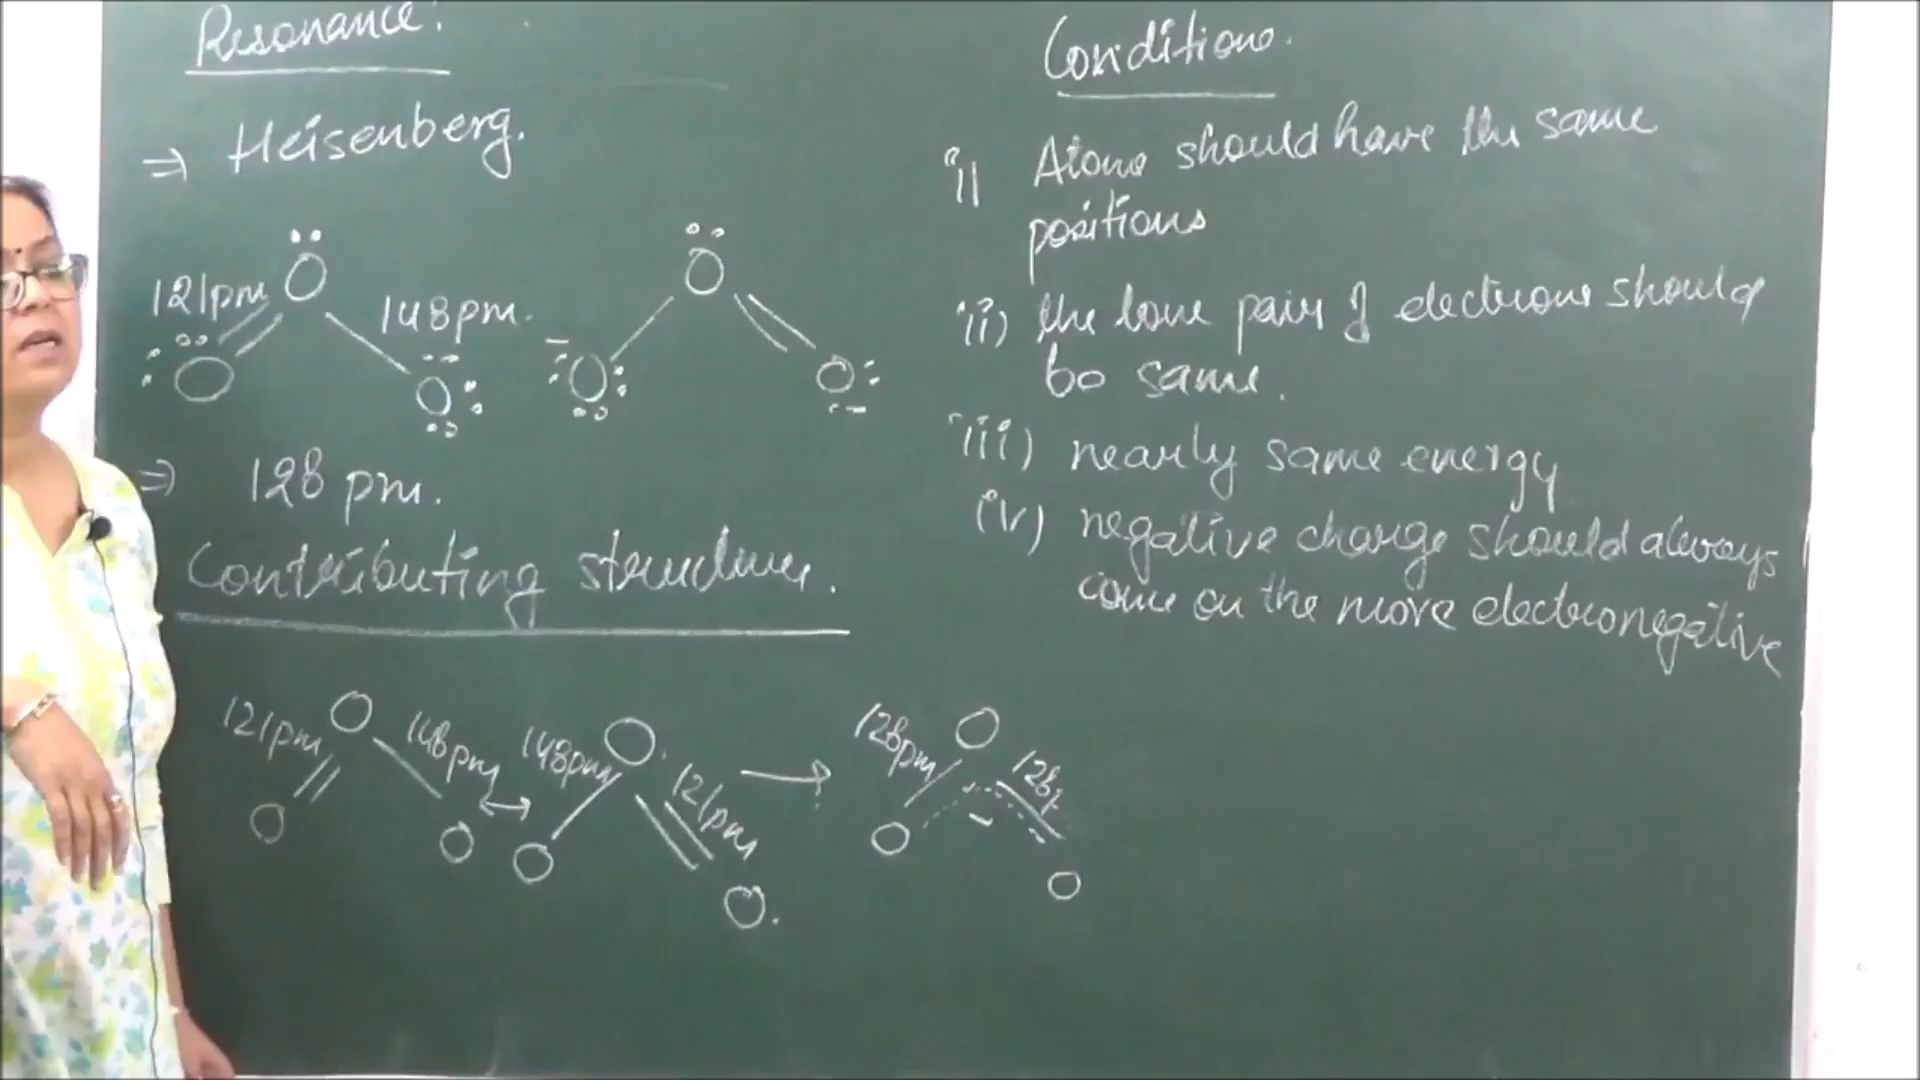 Resonance:
⇒ Heisenberg.
121pm
148pm.
⇒ 128 pm.
Contributing structure.
121pm O 148pm ↔ 148pm O 121pm → 128pm O 128p
O O O O. O O
Conditions.
i) Atoms should have the same
positions
ii) the lone pair of electrons should
be same.
iii) nearly same energy
iv) negative charge should always
come on the more electronegative